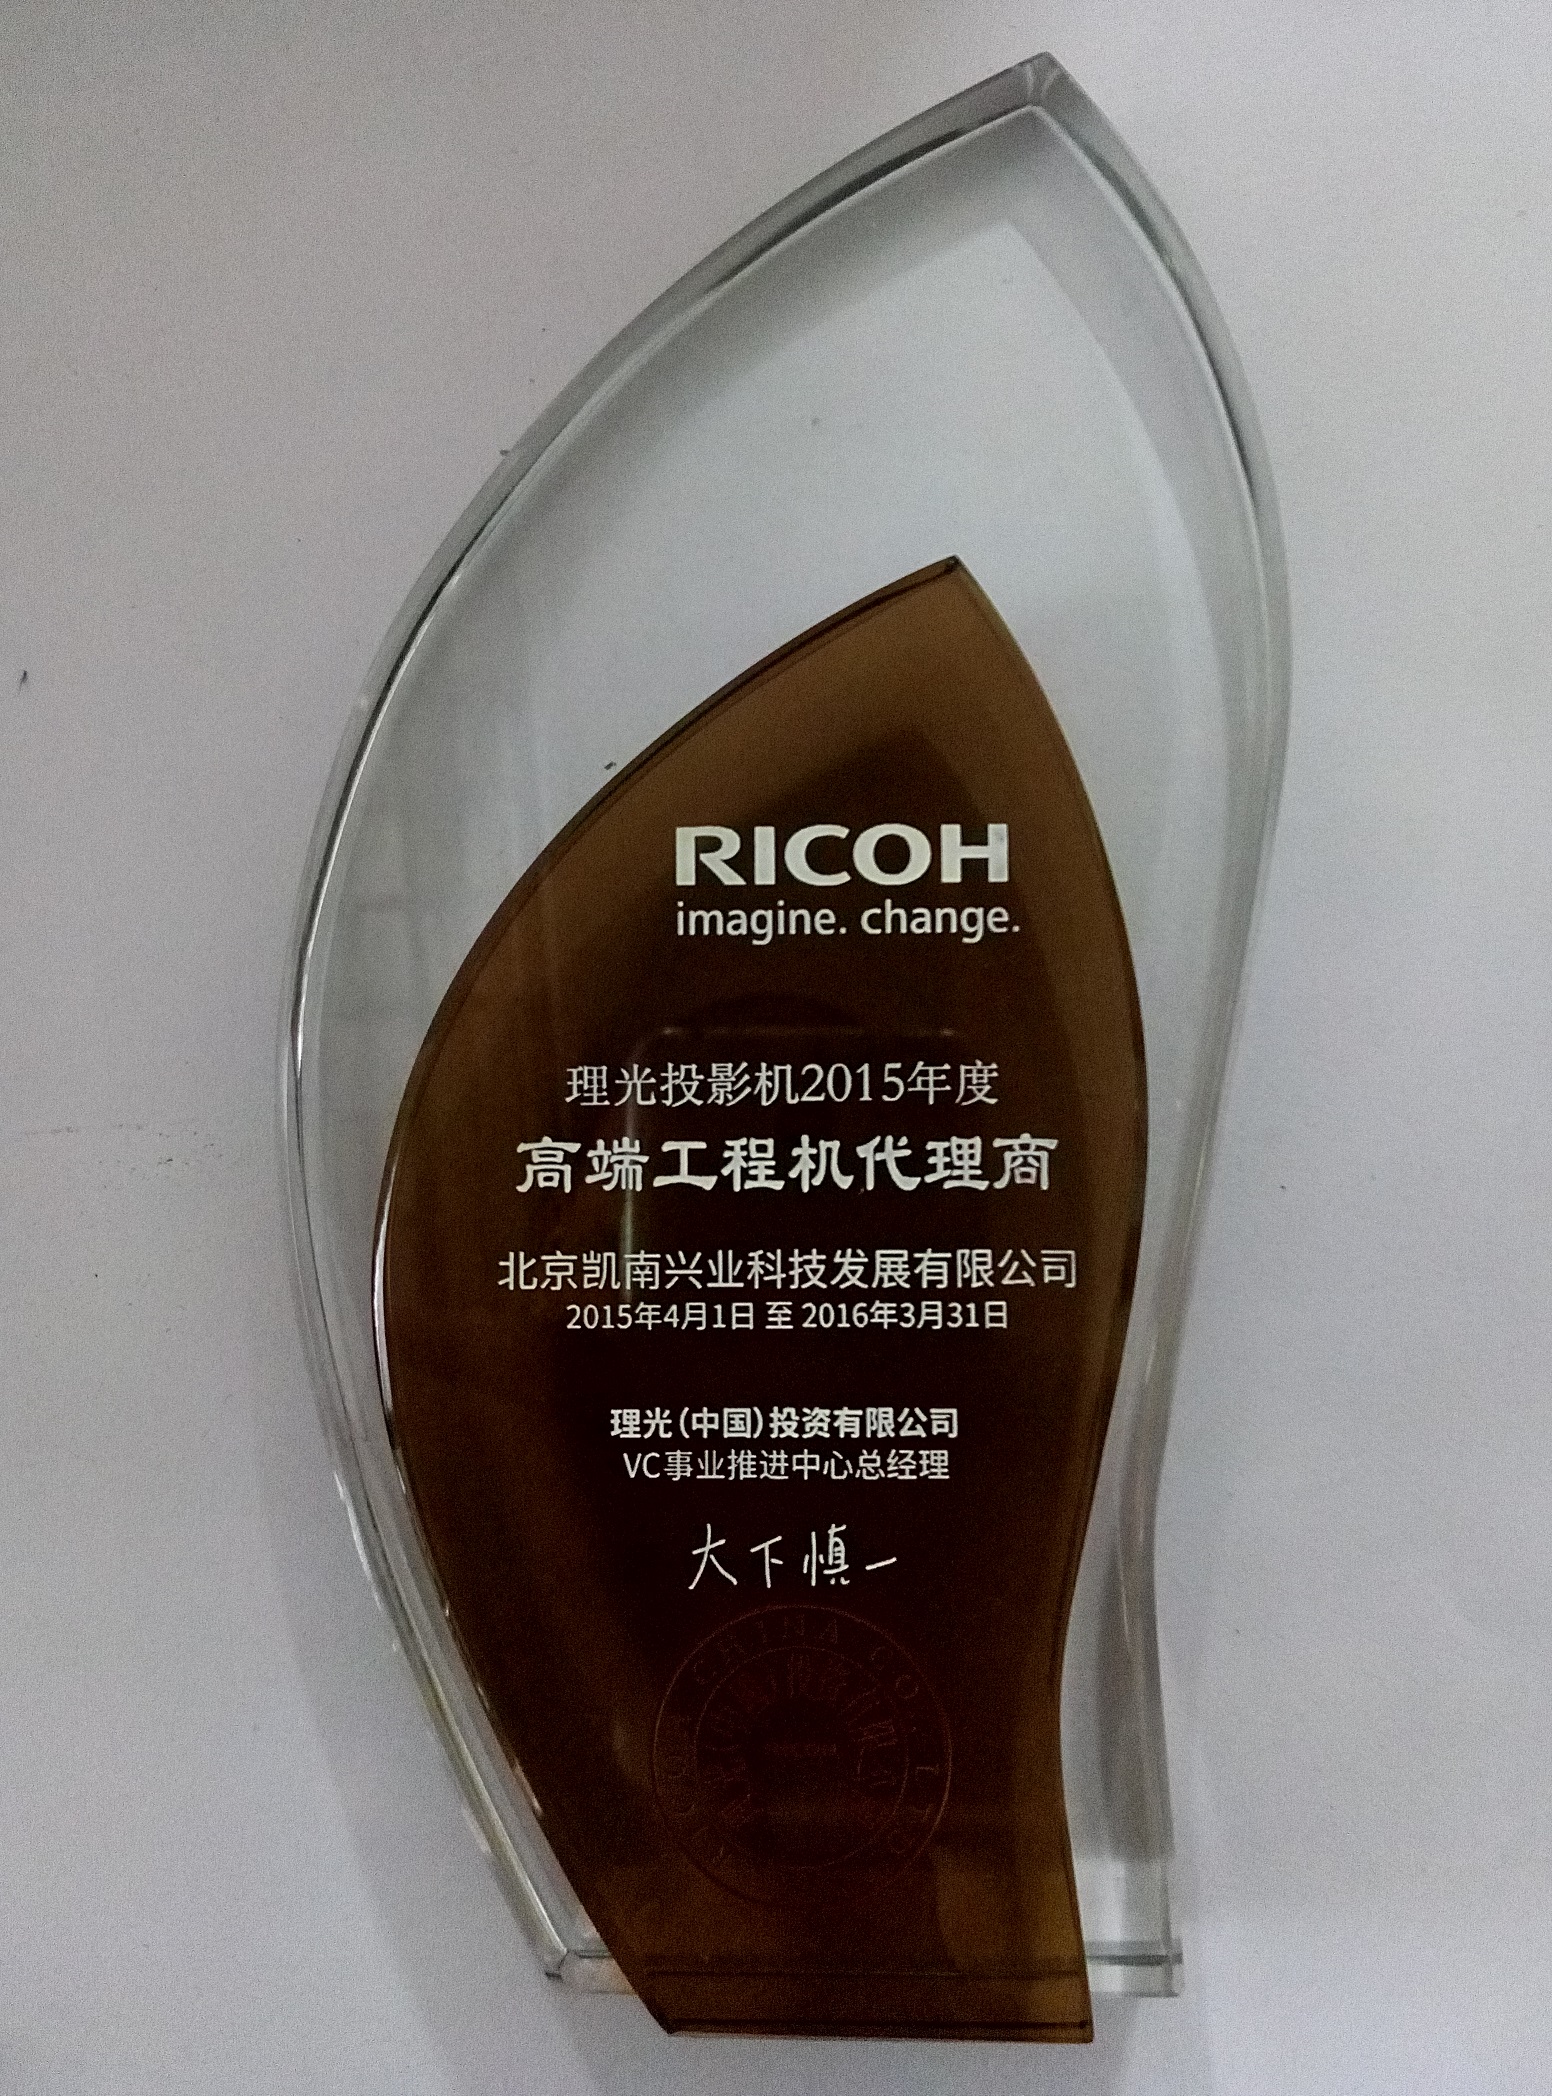 RICOH
imagine. change.
理光投影机2015年度
高端工程机代理商
北京凯南兴业科技发展有限公司
2015年4月1日 至 2016年3月31日
理光(中国)投资有限公司
VC事业推进中心总经理
大下慎一
CHINA CO., LTD